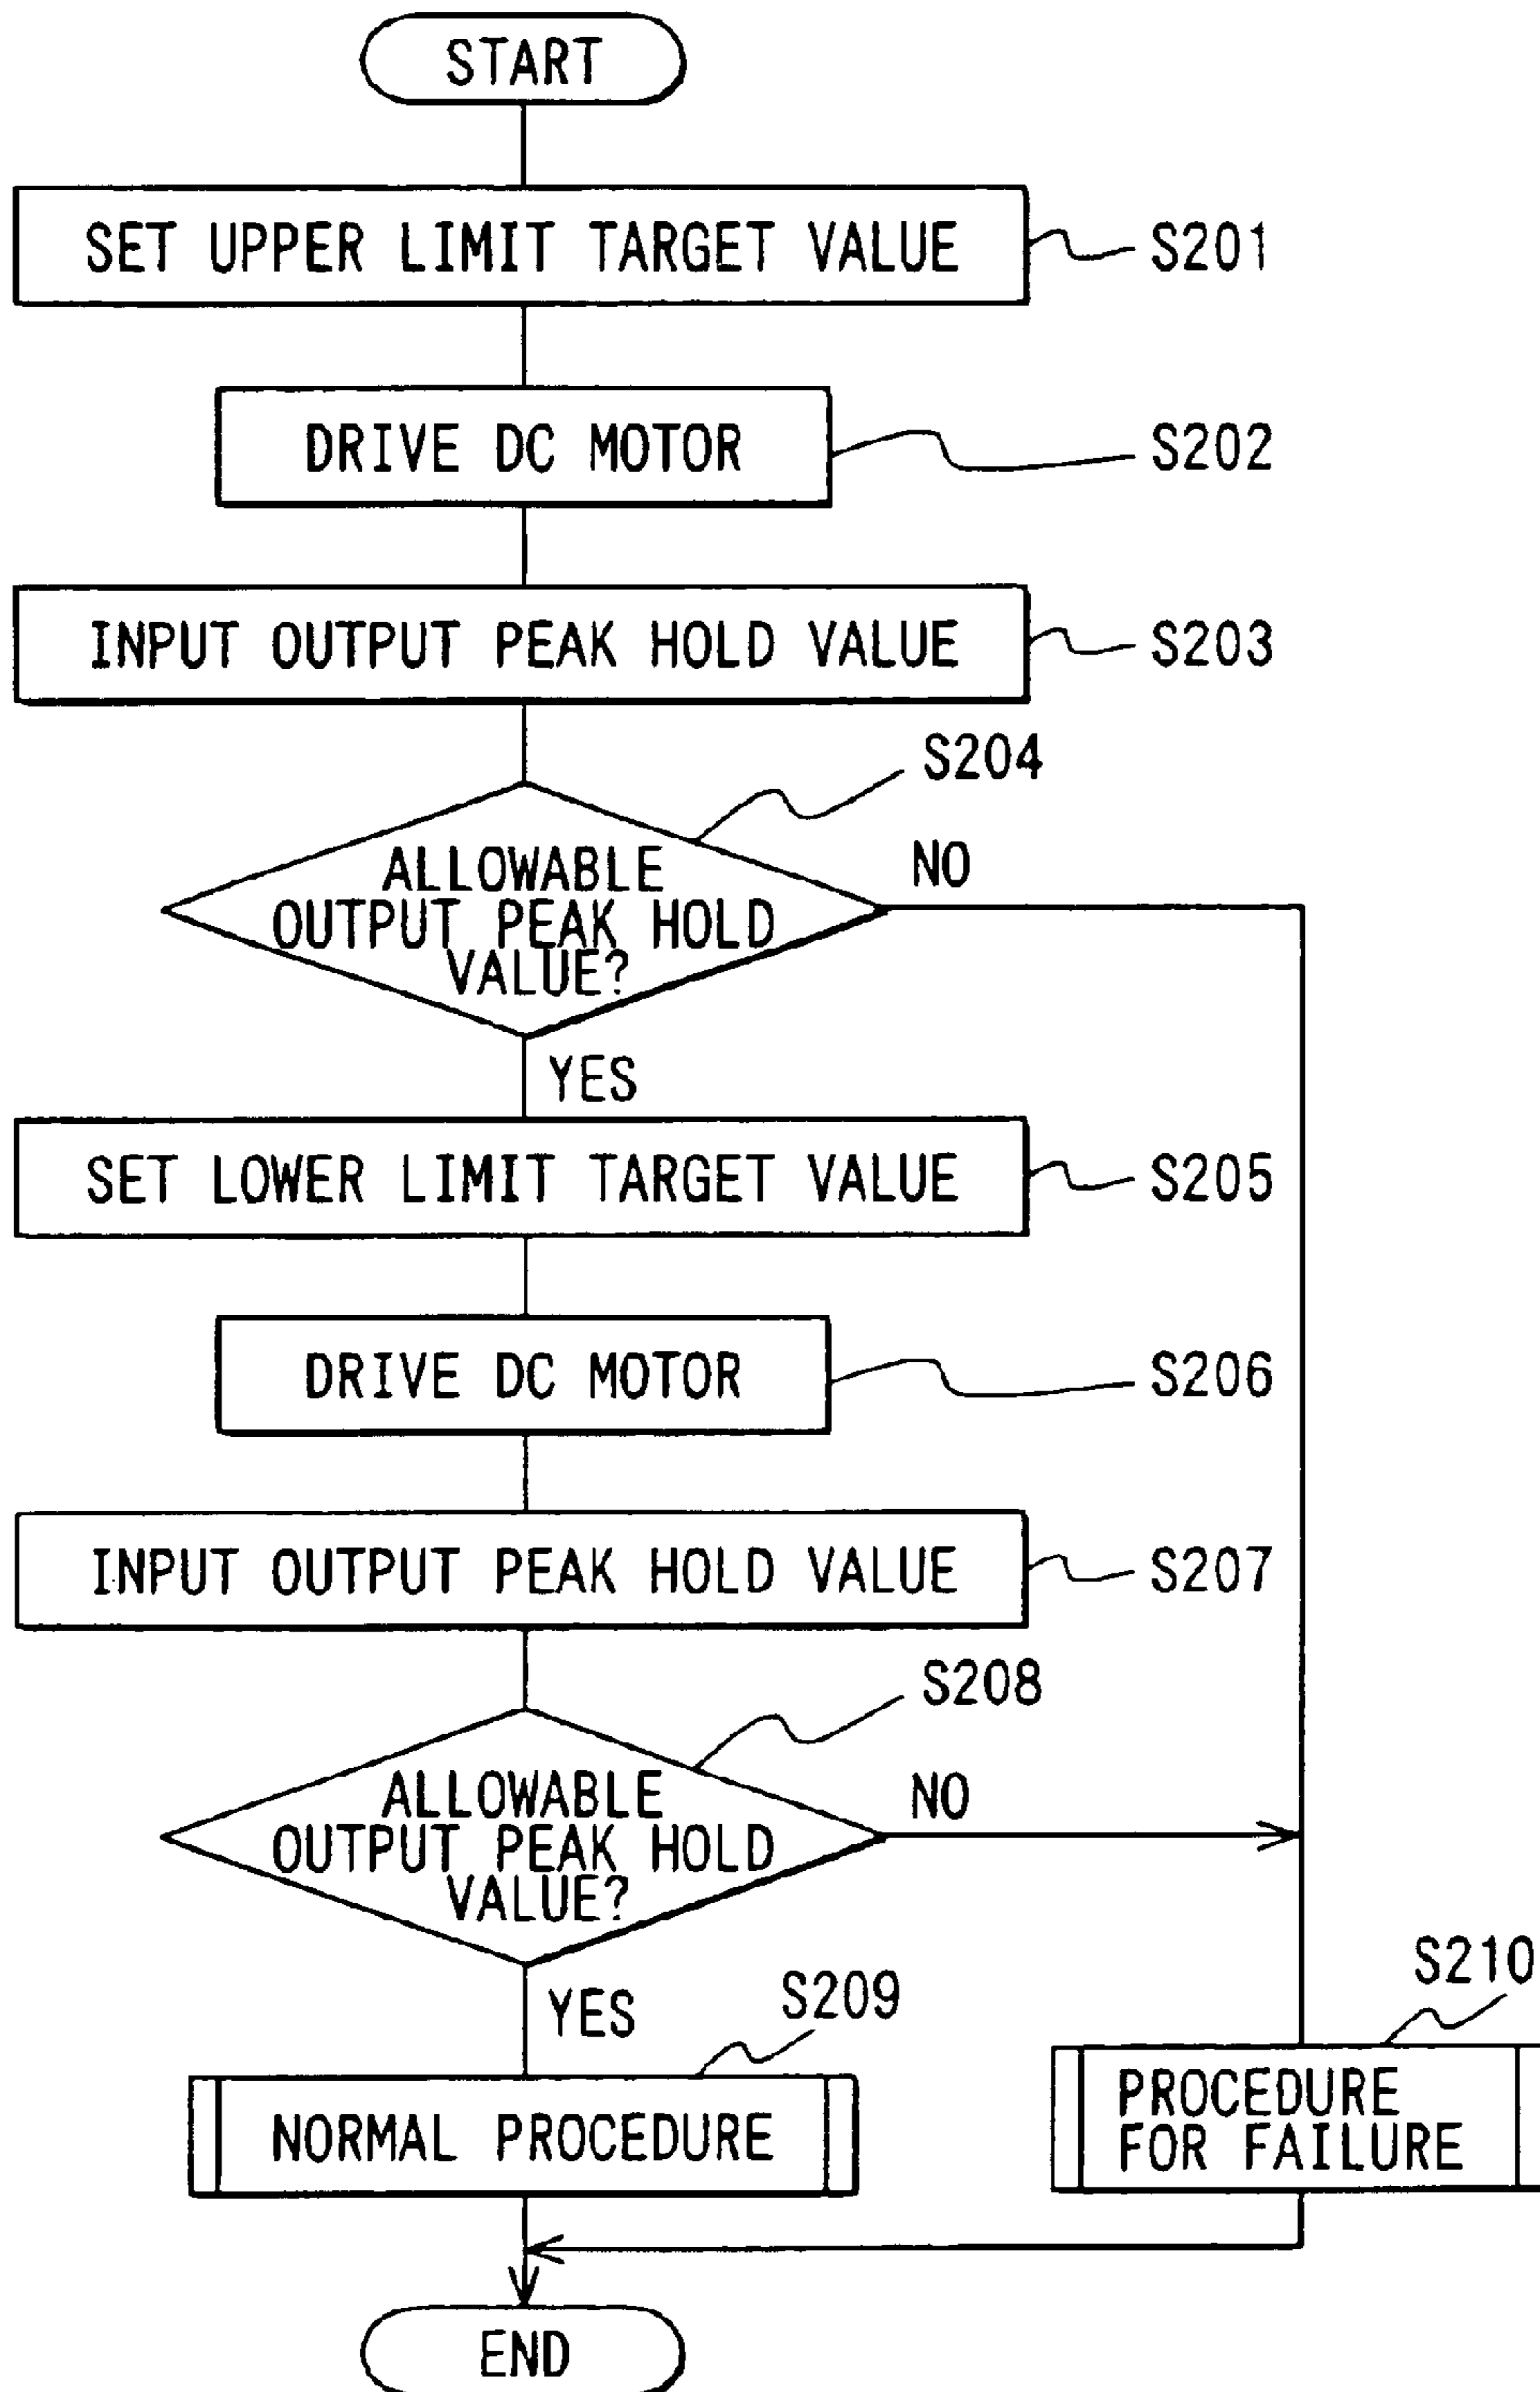 START
SET UPPER LIMIT TARGET VALUE
S201
DRIVE DC MOTOR
S202
INPUT OUTPUT PEAK HOLD VALUE
S203
S204
ALLOWABLE
OUTPUT PEAK HOLD
VALUE?
NO
YES
SET LOWER LIMIT TARGET VALUE
S205
DRIVE DC MOTOR
S206
INPUT OUTPUT PEAK HOLD VALUE
S207
S208
ALLOWABLE
OUTPUT PEAK HOLD
VALUE?
NO
YES
S209
NORMAL PROCEDURE
S210
PROCEDURE
FOR FAILURE
END